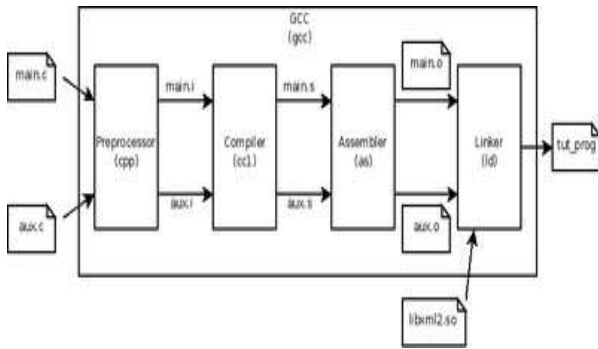 GCC
(gcc)
main.c
main.i
main.s
main.o
Preprocessor
(cpp)
Compiler
(cc1)
Assembler
(as)
Linker
(ld)
tut_prog
aux.c
aux.i
aux.s
aux.o
libxml2.so